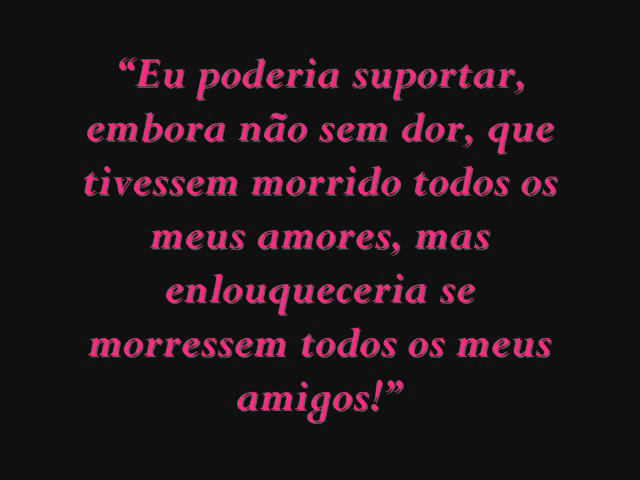 “Eu poderia suportar,
embora não sem dor, que
tivessem morrido todos os
meus amores, mas
enlouqueceria se
morressem todos os meus
amigos!”